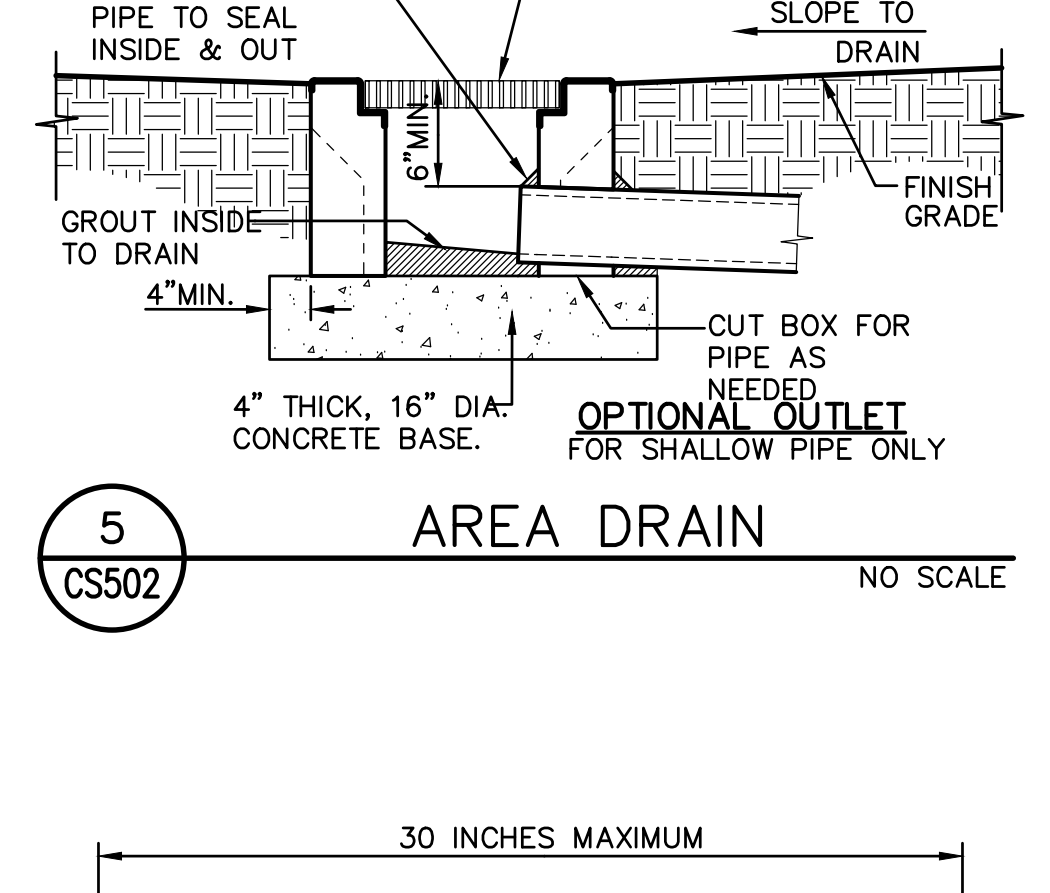 PIPE TO SEAL
INSIDE & OUT
SLOPE TO
DRAIN
6"MIN.
FINISH
GRADE
GROUT INSIDE
TO DRAIN
4"MIN.
CUT BOX FOR
PIPE AS
NEEDED
4" THICK, 16" DIA.
CONCRETE BASE.
OPTIONAL OUTLET
FOR SHALLOW PIPE ONLY
5
CS502
AREA DRAIN
NO SCALE
30 INCHES MAXIMUM